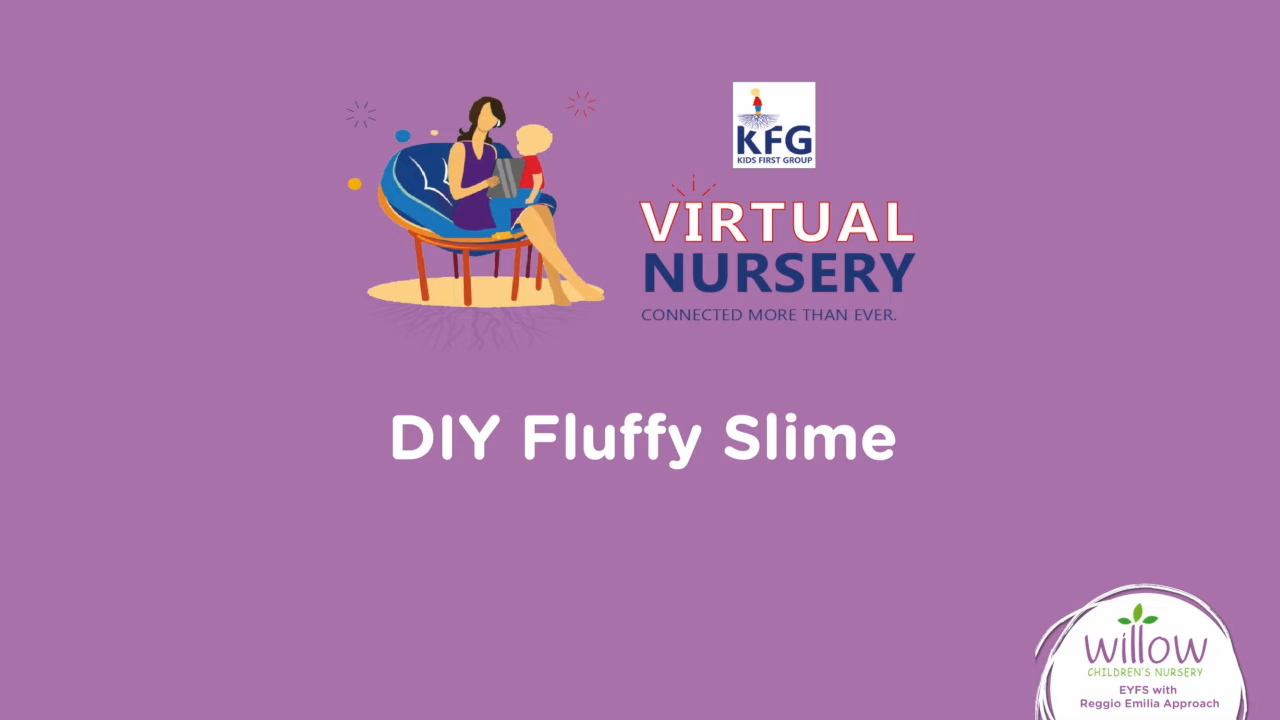 KFG
KIDS FIRST GROUP
VIRTUAL
NURSERY
CONNECTED MORE THAN EVER.
DIY Fluffy Slime
willow
CHILDREN'S NURSERY
EYFS with
Reggio Emilia Approach